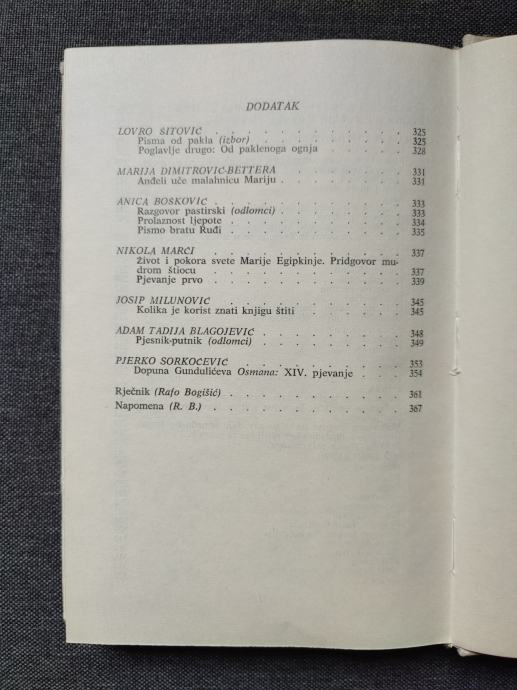 DODATAK
LOVRO ŠITOVIĆ . . . . . . . . . . . . 325
Pisma od pakla (izbor) . . . . . . . . . . 325
Poglavlje drugo: Od paklenoga ognja . . . . . 328
MARIJA DIMITROVIĆ-BETTERA . . . . . . . 331
Anđeli uče malahnicu Mariju . . . . . . . 331
ANICA BOŠKOVIĆ . . . . . . . . . . . 333
Razgovor pastirski (odlomci) . . . . . . . 333
Prolaznost ljepote . . . . . . . . . . 334
Pismo bratu Ruđi . . . . . . . . . . 335
NIKOLA MARČI . . . . . . . . . . . . 337
Život i pokora svete Marije Egipkinje. Pridgovor mu-
drom štiocu . . . . . . . . . . . . 337
Pjevanje prvo . . . . . . . . . . . 339
JOSIP MILUNOVIĆ . . . . . . . . . . . 345
Kolika je korist znati knjigu štiti . . . . . . 345
ADAM TADIJA BLAGOJEVIĆ . . . . . . . . 348
Pjesnik-putnik (odlomci) . . . . . . . . . 349
PJERKO SORKOČEVIĆ . . . . . . . . . . 353
Dopuna Gundulićeva Osmana: XIV. pjevanje . . . 354
Rječnik (Rafo Bogišić) . . . . . . . . . . 361
Napomena (R. B.) . . . . . . . . . . . 367